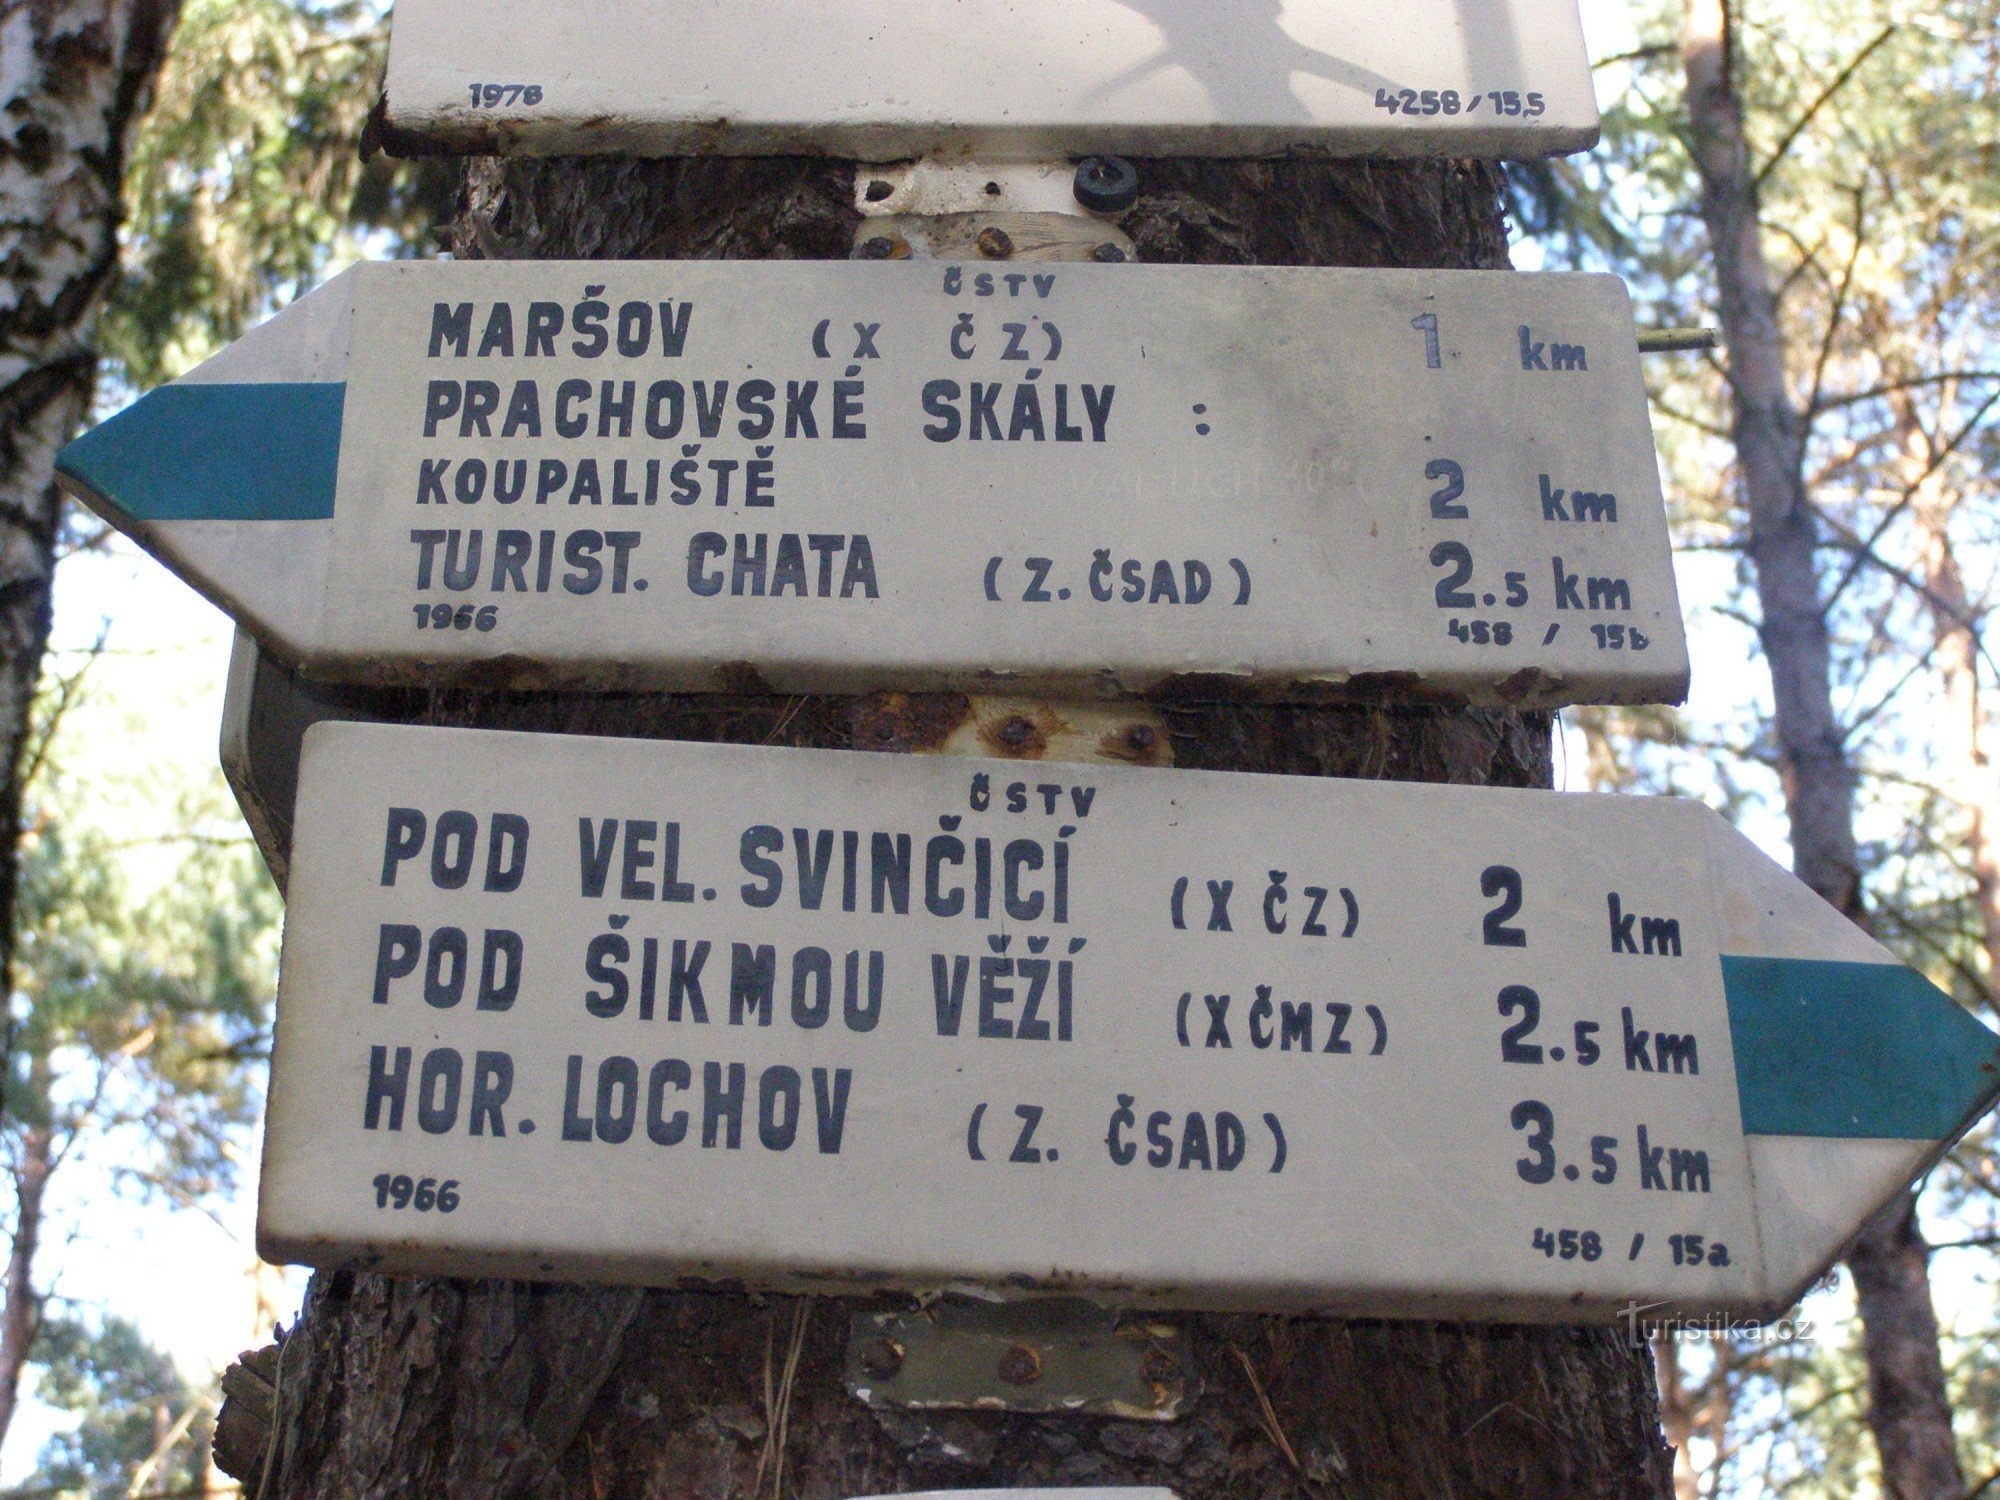 1978 4258/15,5
ČSTV
MARŠOV (X ČZ) 1 km
PRACHOVSKÉ SKÁLY :
KOUPALIŠTĚ 2 km
TURIST. CHATA (Z. ČSAD) 2.5 km
1966 458 / 15b
ČSTV
POD VEL. SVINČICÍ (X ČZ) 2 km
POD ŠIKMOU VĚŽÍ (X ČMZ) 2.5 km
HOR. LOCHOV (Z. ČSAD) 3.5 km
1966 458 / 15a
Turistika.cz